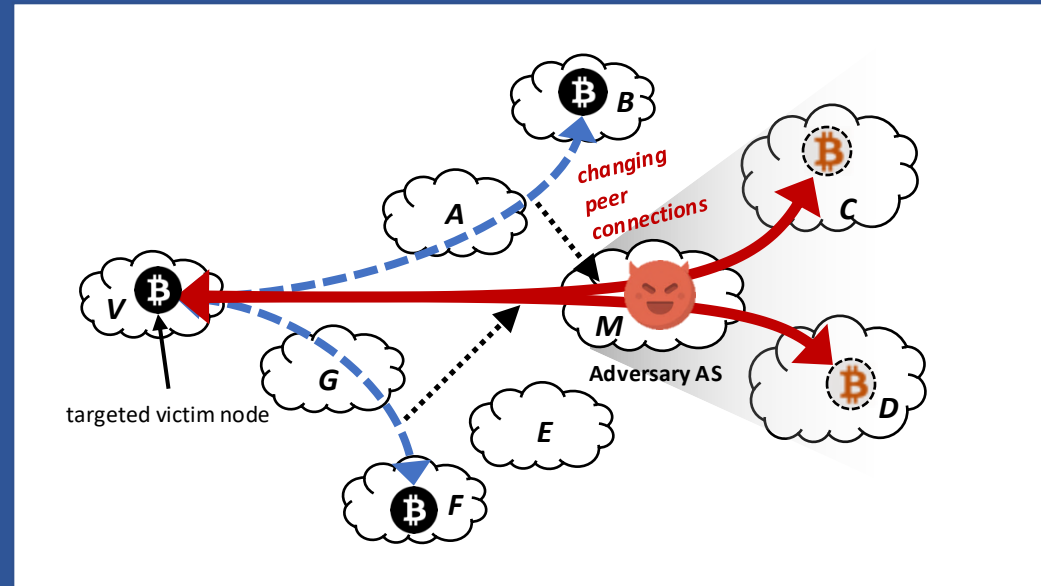 B
changing
peer
connections
A
C
V
M
G
Adversary AS
D
targeted victim node
E
F